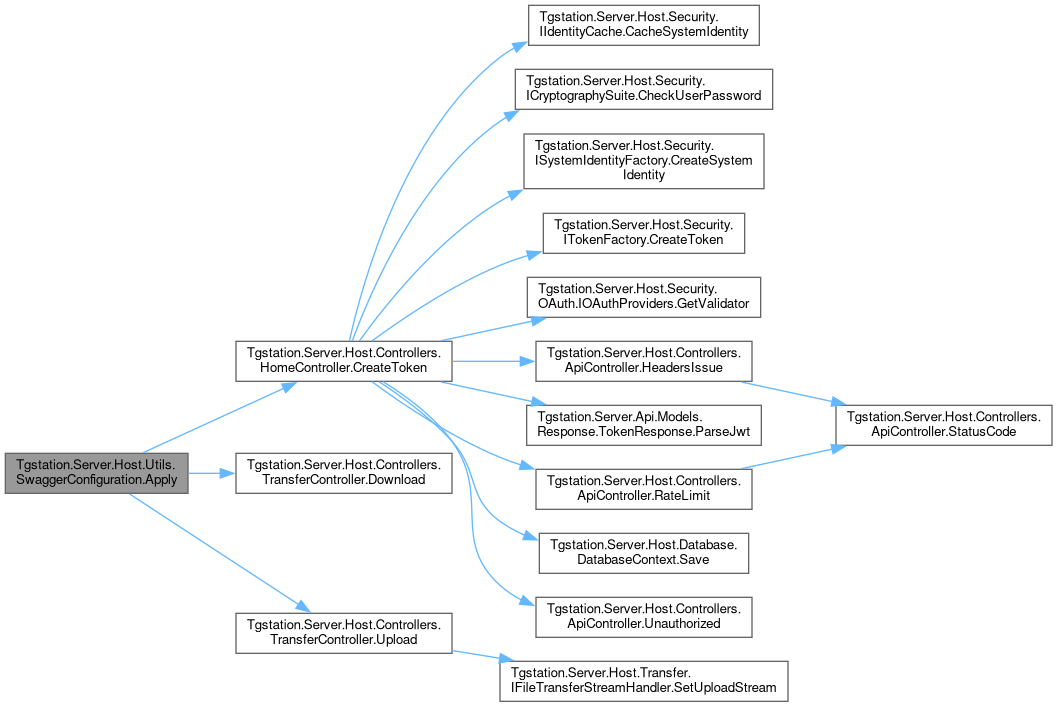 Tgstation.Server.Host.Utils.
SwaggerConfiguration.Apply
Tgstation.Server.Host.Controllers.
HomeController.CreateToken
Tgstation.Server.Host.Controllers.
TransferController.Download
Tgstation.Server.Host.Controllers.
TransferController.Upload
Tgstation.Server.Host.Security.
IIdentityCache.CacheSystemIdentity
Tgstation.Server.Host.Security.
ICryptographySuite.CheckUserPassword
Tgstation.Server.Host.Security.
ISystemIdentityFactory.CreateSystem
Identity
Tgstation.Server.Host.Security.
ITokenFactory.CreateToken
Tgstation.Server.Host.Security.
OAuth.IOAuthProviders.GetValidator
Tgstation.Server.Host.Controllers.
ApiController.HeadersIssue
Tgstation.Server.Api.Models.
Response.TokenResponse.ParseJwt
Tgstation.Server.Host.Controllers.
ApiController.RateLimit
Tgstation.Server.Host.Database.
DatabaseContext.Save
Tgstation.Server.Host.Controllers.
ApiController.Unauthorized
Tgstation.Server.Host.Transfer.
IFileTransferStreamHandler.SetUploadStream
Tgstation.Server.Host.Controllers.
ApiController.StatusCode